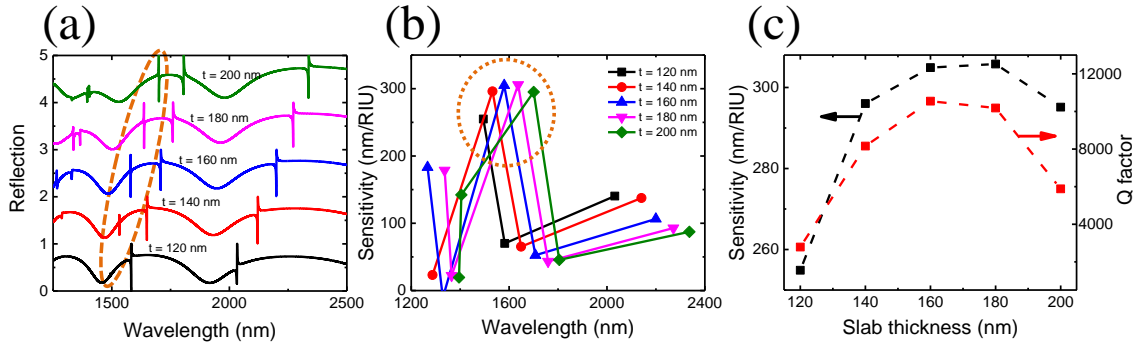 (a)
5
4
3
2
1
0
Reflection
t = 200 nm
t = 180 nm
t = 160 nm
t = 140 nm
t = 120 nm
1500
2000
2500
Wavelength (nm)
(b)
300
200
100
0
Sensitivity (nm/RIU)
t = 120 nm
t = 140 nm
t = 160 nm
t = 180 nm
t = 200 nm
1200
1600
2000
2400
Wavelength (nm)
(c)
300
280
260
Sensitivity (nm/RIU)
12000
8000
4000
Q factor
120
140
160
180
200
Slab thickness (nm)